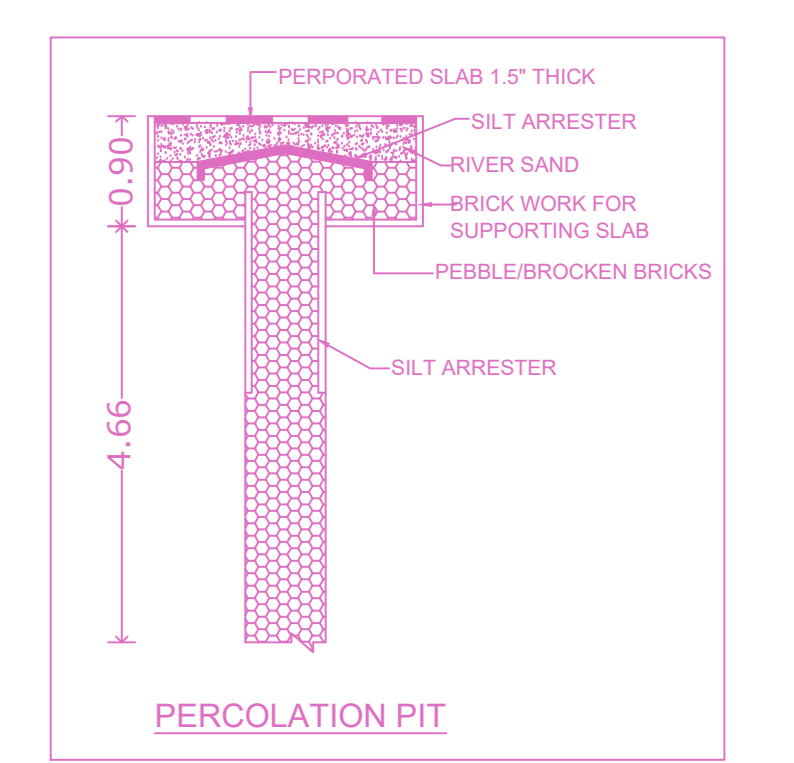 PERPORATED SLAB 1.5" THICK
SILT ARRESTER
RIVER SAND
BRICK WORK FOR
SUPPORTING SLAB
PEBBLE/BROCKEN BRICKS
SILT ARRESTER
0.90
4.66
PERCOLATION PIT